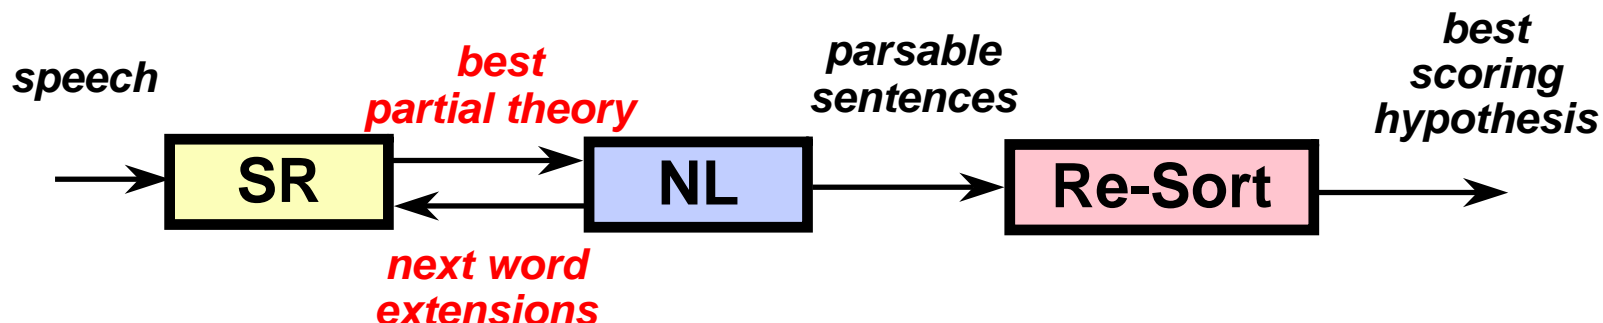 speech
best
partial theory
parsable
sentences
best
scoring
hypothesis
SR
NL
Re-Sort
next word
extensions